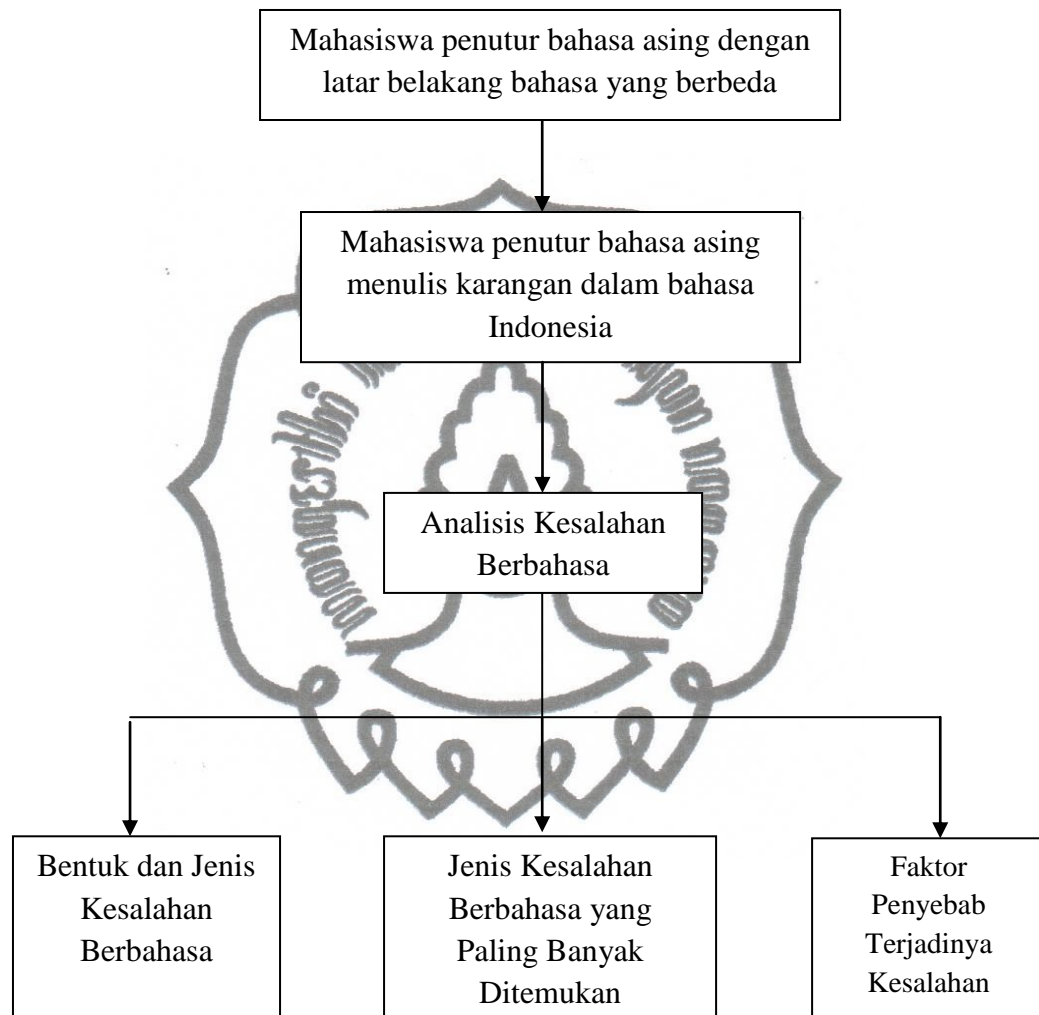 Mahasiswa penutur bahasa asing dengan
latar belakang bahasa yang berbeda
Mahasiswa penutur bahasa asing
menulis karangan dalam bahasa
Indonesia
Analisis Kesalahan
Berbahasa
Bentuk dan Jenis
Kesalahan
Berbahasa
Jenis Kesalahan
Berbahasa yang
Paling Banyak
Ditemukan
Faktor
Penyebab
Terjadinya
Kesalahan